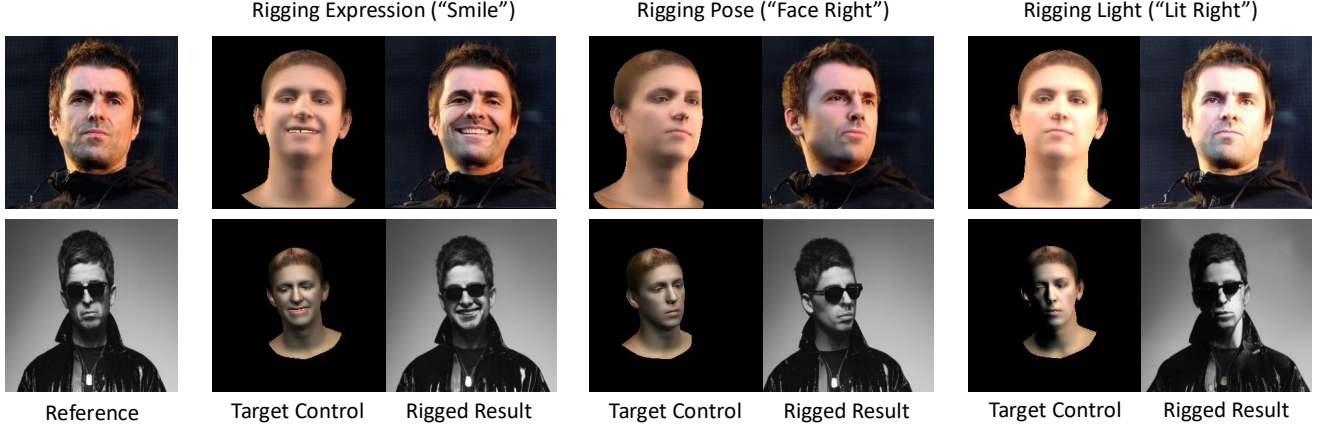 Rigging Expression (“Smile”)
Rigging Pose (“Face Right”)
Rigging Light (“Lit Right”)
Reference
Target Control
Rigged Result
Target Control
Rigged Result
Target Control
Rigged Result